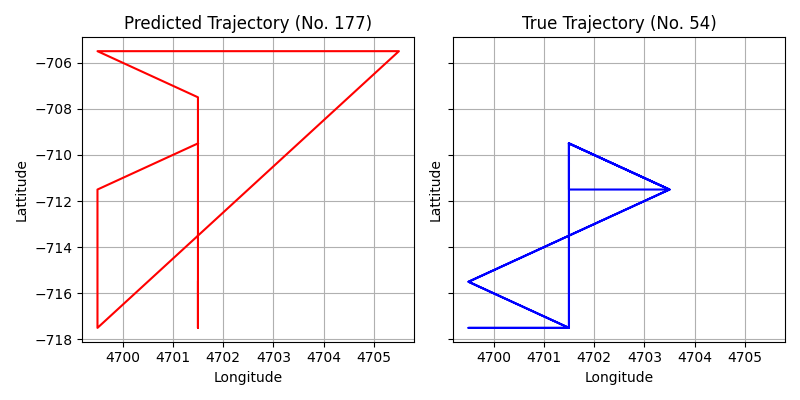 Predicted Trajectory (No. 177)
True Trajectory (No. 54)
−706
−708
−710
−712
−714
−716
−718
Lattitude
Lattitude
4700 4701 4702 4703 4704 4705
4700 4701 4702 4703 4704 4705
Longitude
Longitude